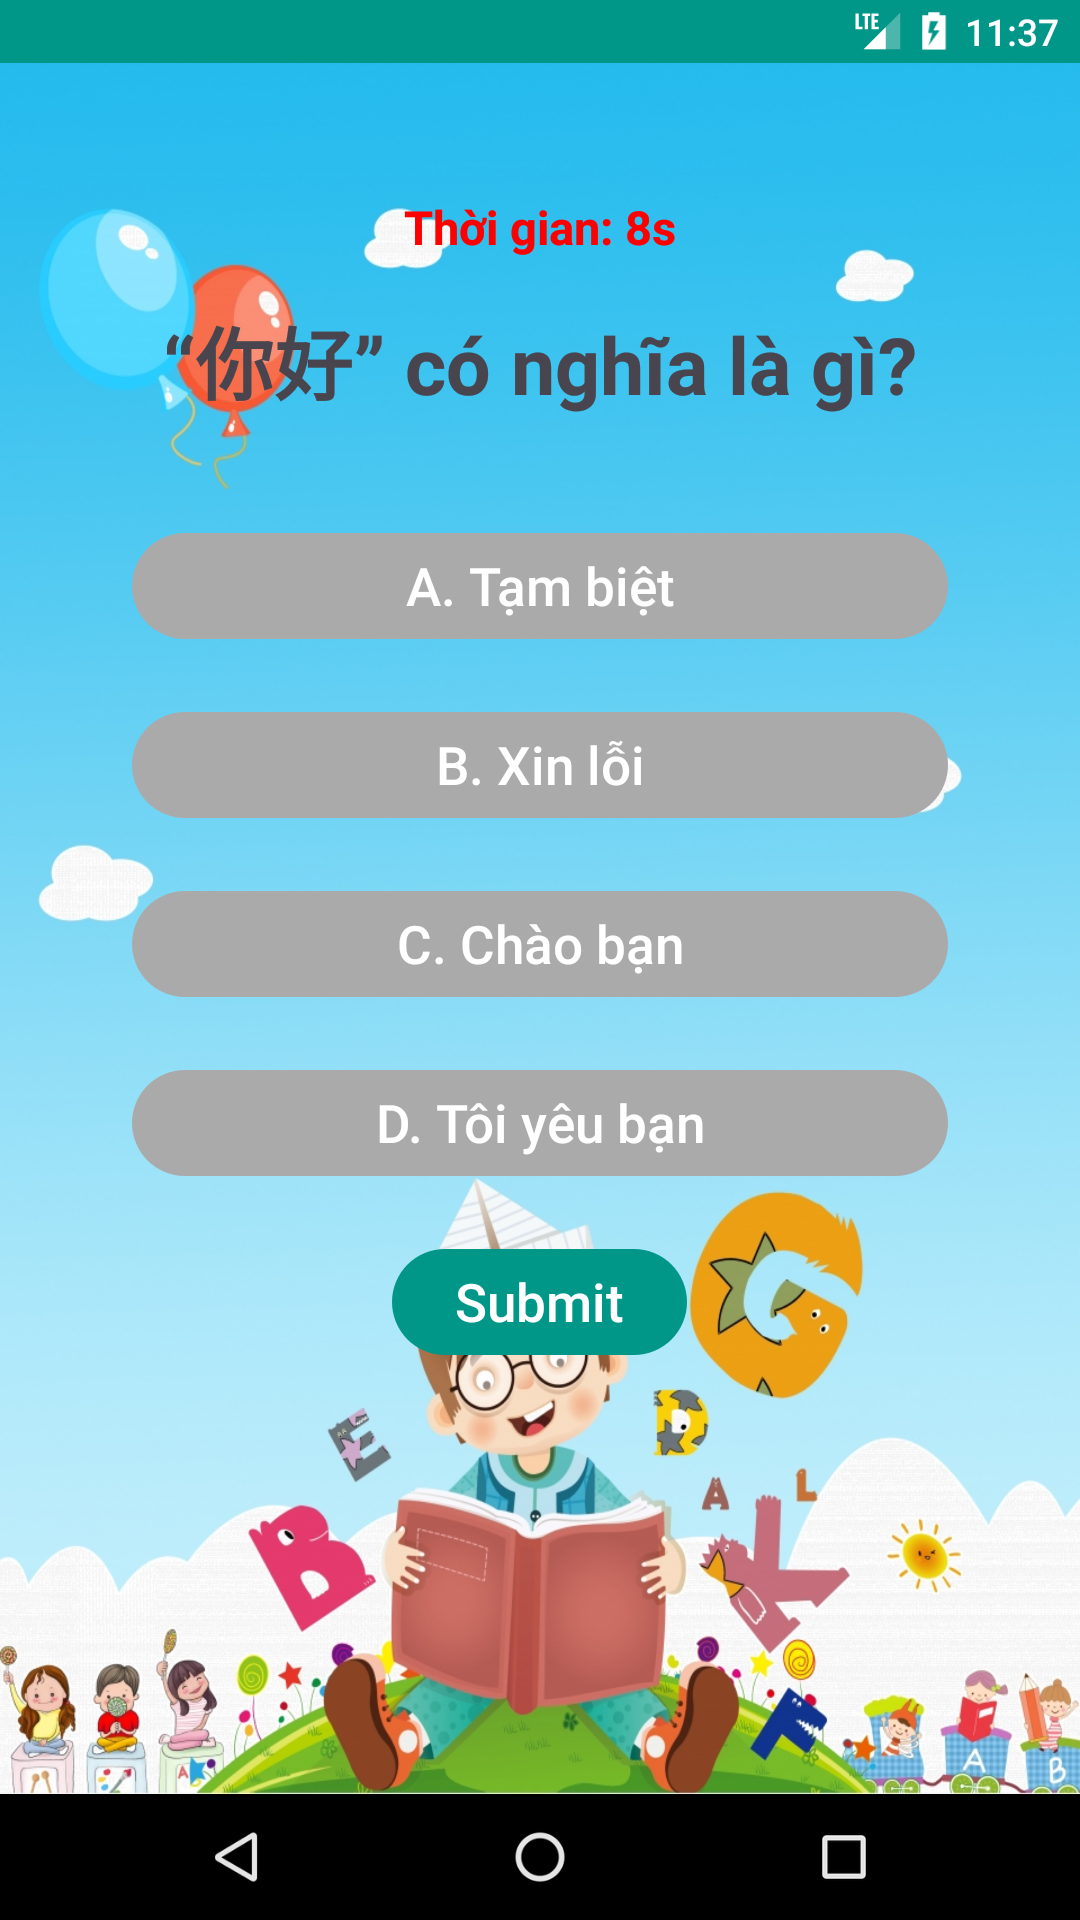 LTE 11:37
Thời gian: 8s
“你好” có nghĩa là gì?
A. Tạm biệt
B. Xin lỗi
C. Chào bạn
D. Tôi yêu bạn
Submit
G
E
D
A
L
B
K
F
A
A
B